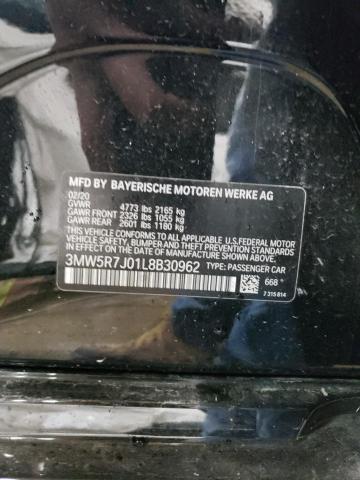 MFD BY BAYERISCHE MOTOREN WERKE AG
02/20
GVWR 4773 lbs 2165 kg
GAWR FRONT 2326 lbs 1055 kg
GAWR REAR 2601 lbs 1180 kg
THIS VEHICLE CONFORMS TO ALL APPLICABLE U.S.FEDERAL MOTOR
VEHICLE SAFETY, BUMPER,AND THEFT PREVENTION STANDARDS
IN EFFECT ON THE DATE OF MANUFACTURE SHOWN ABOVE.
3MW5R7J01L8B30962 TYPE: PASSENGER CAR
668
7 315 814